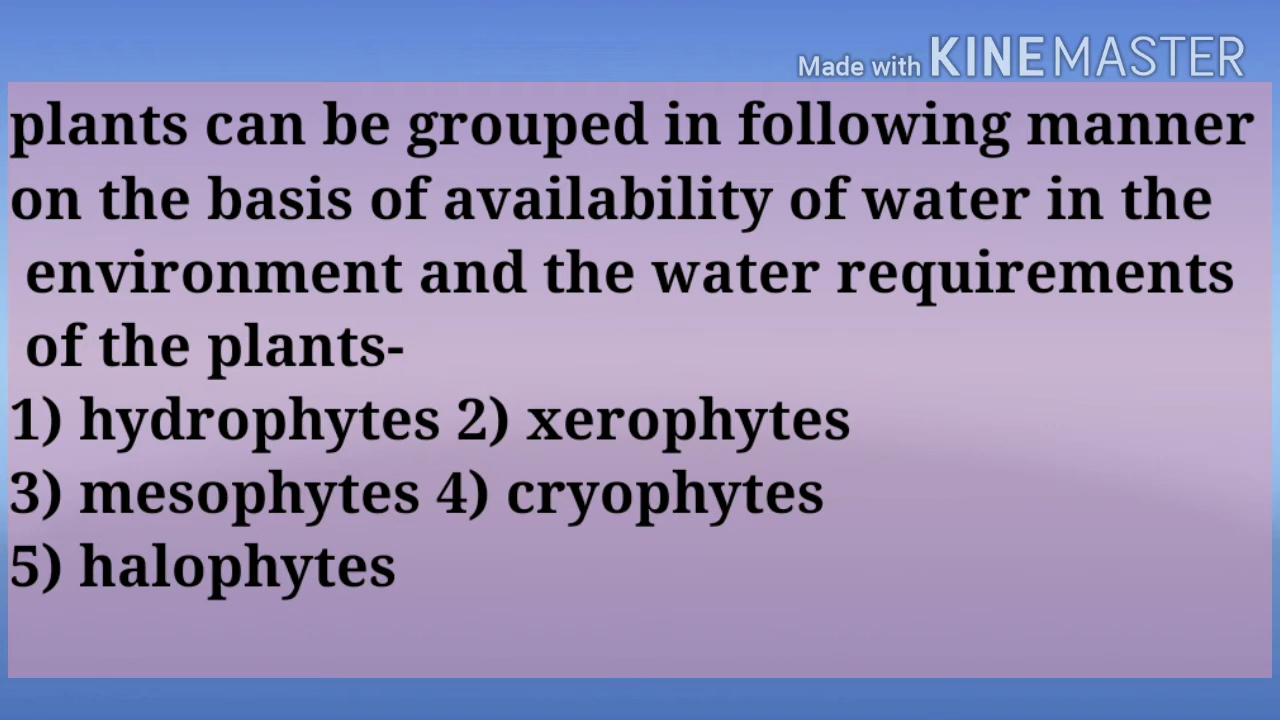 Made with KINEMASTER
plants can be grouped in following manner
on the basis of availability of water in the
environment and the water requirements
of the plants-
1) hydrophytes 2) xerophytes
3) mesophytes 4) cryophytes
5) halophytes